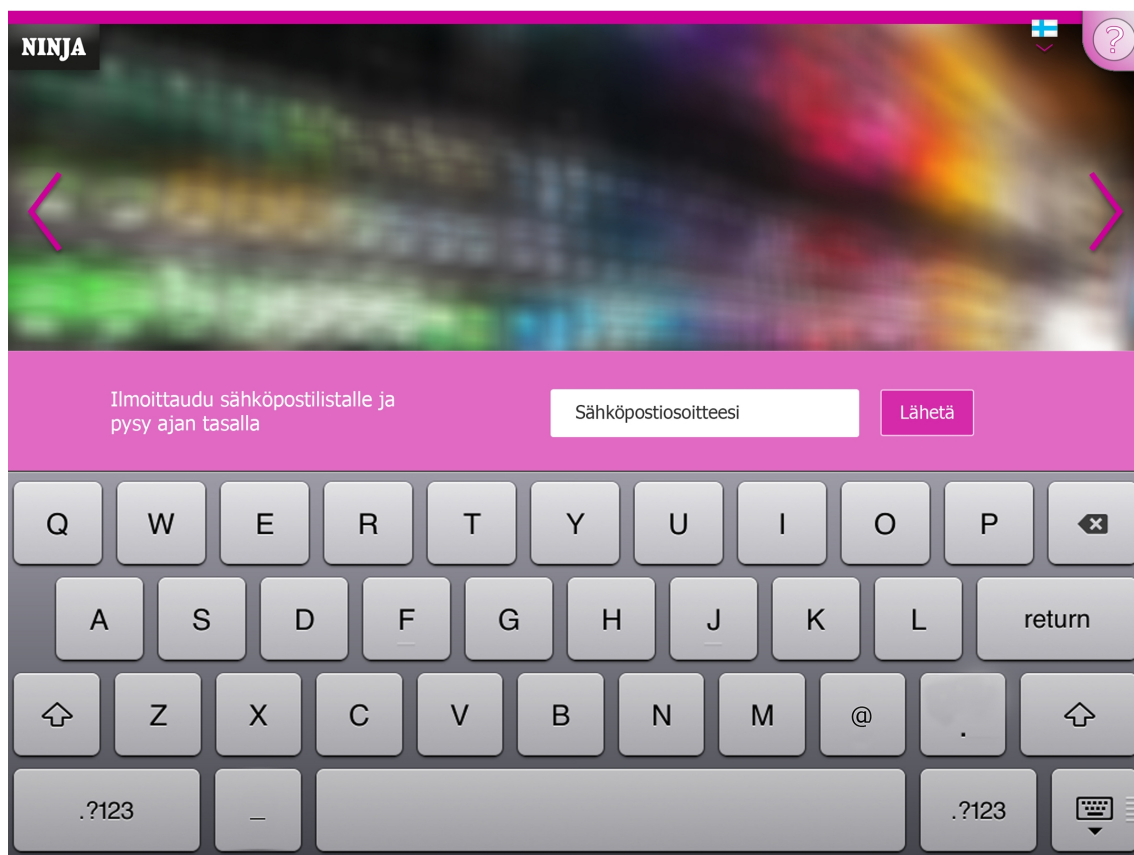 NINJA
?
Ilmoittaudu sähköpostilistalle ja
pysy ajan tasalla
Sähköpostiosoitteesi
Lähetä
Q W E R T Y U I O P
A S D F G H J K L return
Z X C V B N M @ .
.?123 _ .?123